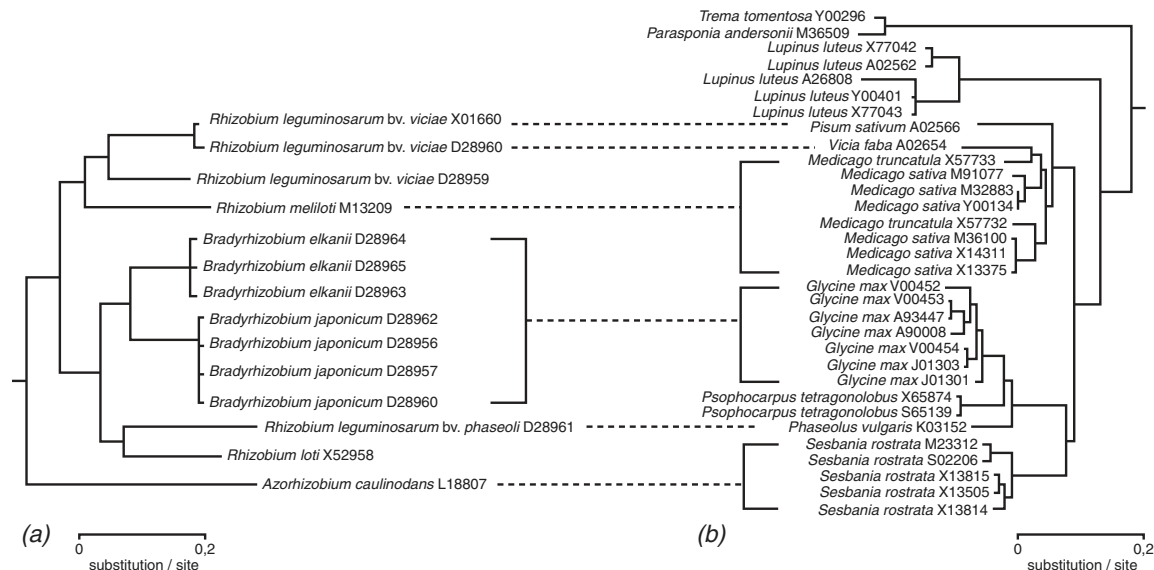 Rhizobium leguminosarum bv. viciae X01660
Rhizobium leguminosarum bv. viciae D28960
Rhizobium leguminosarum bv. viciae D28959
Rhizobium meliloti M13209
Bradyrhizobium elkanii D28964
Bradyrhizobium elkanii D28965
Bradyrhizobium elkanii D28963
Bradyrhizobium japonicum D28962
Bradyrhizobium japonicum D28956
Bradyrhizobium japonicum D28957
Bradyrhizobium japonicum D28960
Rhizobium leguminosarum bv. phaseoli D28961
Rhizobium loti X52958
Azorhizobium caulinodans L18807
(a)
0 0,2
substitution / site
Trema tomentosa Y00296
Parasponia andersonii M36509
Lupinus luteus X77042
Lupinus luteus A02562
Lupinus luteus A26808
Lupinus luteus Y00401
Lupinus luteus X77043
Pisum sativum A02566
Vicia faba A02654
Medicago truncatula X57733
Medicago sativa M91077
Medicago sativa M32883
Medicago sativa Y00134
Medicago truncatula X57732
Medicago sativa M36100
Medicago sativa X14311
Medicago sativa X13375
Glycine max V00452
Glycine max V00453
Glycine max A93447
Glycine max A90008
Glycine max V00454
Glycine max J01303
Glycine max J01301
Psophocarpus tetragonolobus X65874
Psophocarpus tetragonolobus S65139
Phaseolus vulgaris K03152
Sesbania rostrata M23312
Sesbania rostrata S02206
Sesbania rostrata X13815
Sesbania rostrata X13505
Sesbania rostrata X13814
(b)
0 0,2
substitution / site